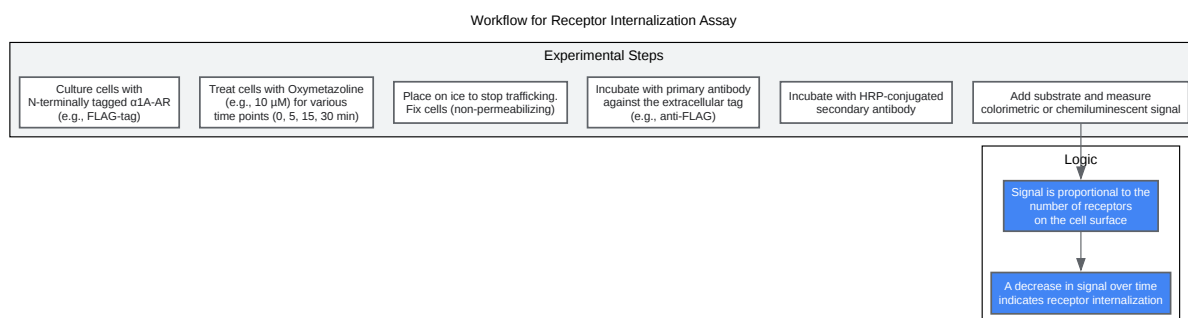 Workflow for Receptor Internalization Assay
Experimental Steps
Culture cells with
N-terminally tagged α1A-AR
(e.g., FLAG-tag)
Treat cells with Oxymetazoline
(e.g., 10 µM) for various
time points (0, 5, 15, 30 min)
Place on ice to stop trafficking.
Fix cells (non-permeabilizing)
Incubate with primary antibody
against the extracellular tag
(e.g., anti-FLAG)
Incubate with HRP-conjugated
secondary antibody
Add substrate and measure
colorimetric or chemiluminescent signal
Logic
Signal is proportional to the
number of receptors
on the cell surface
A decrease in signal over time
indicates receptor internalization